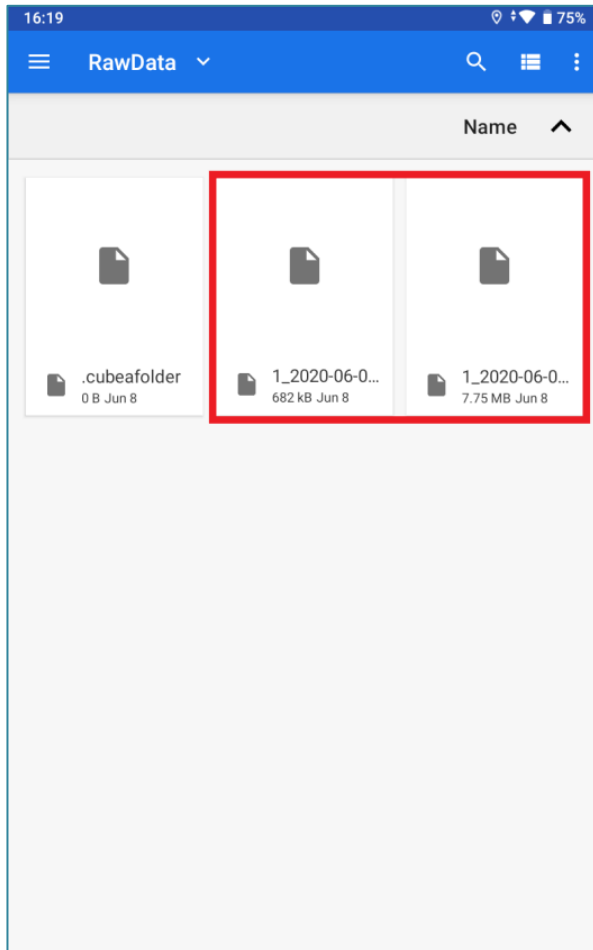 16:19 75%
RawData
Name
.cubeafolder
0 B Jun 8
1_2020-06-0...
682 kB Jun 8
1_2020-06-0...
7.75 MB Jun 8